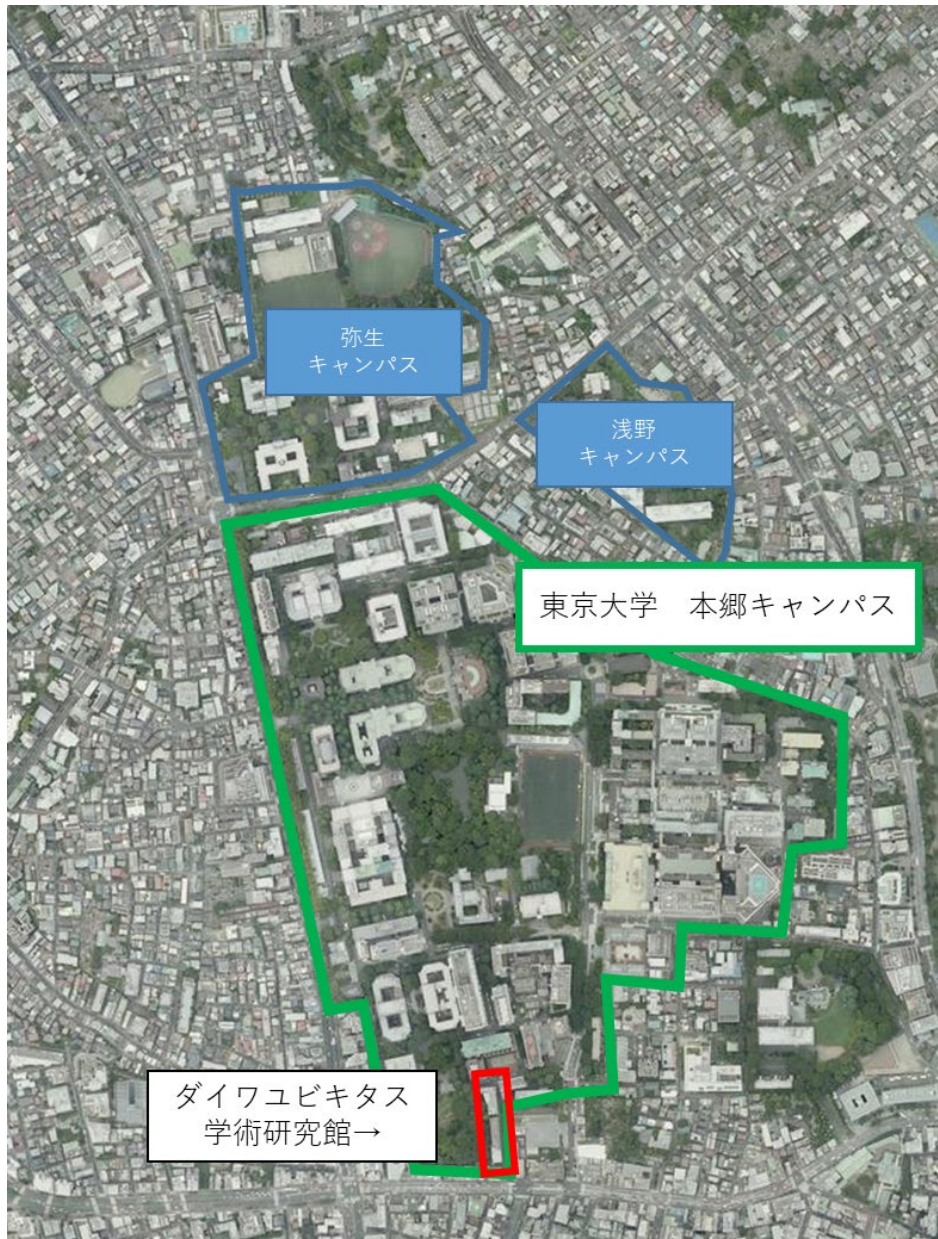 弥生
キャンパス
浅野
キャンパス
東京大学　本郷キャンパス
ダイワユビキタス
学術研究館→